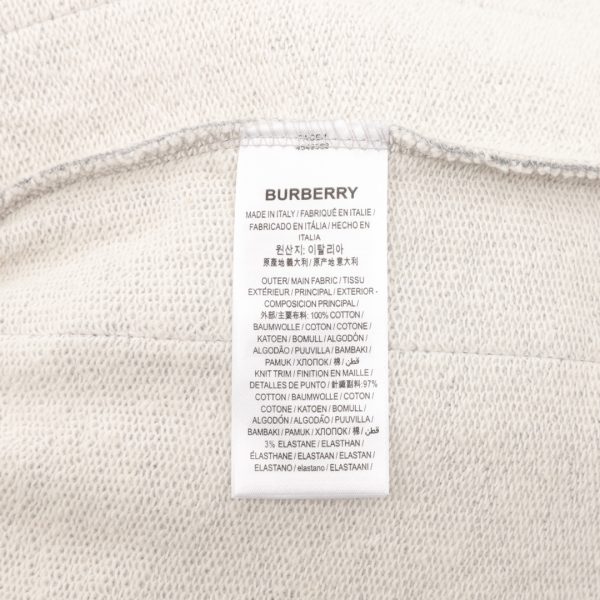 PAGE 1
BURBERRY
MADE IN ITALY / FABRIQUÉ EN ITALIE /
FABRICADO EN ITÁLIA / HECHO EN
ITALIA
원산지: 이탈리아
原產地 義大利 / 原产地 意大利
OUTER/ MAIN FABRIC / TISSU
EXTÉRIEUR / PRINCIPAL / EXTERIOR -
COMPOSICION PRINCIPAL /
外部/主要布料: 100% COTTON /
BAUMWOLLE / COTON / COTONE /
KATOEN / BOMULL / ALGODÓN /
ALGODÃO / PUUVILLA / BAMBAKI /
PAMUK / ХЛОПОК / 棉 / قطن /
KNIT TRIM / FINITION EN MAILLE /
DETALLES DE PUNTO / 針織副料: 97%
COTTON / BAUMWOLLE / COTON /
COTONE / KATOEN / BOMULL /
ALGODÓN / ALGODÃO / PUUVILLA /
BAMBAKI / PAMUK / ХЛОПОК / 棉 / قطن /
3% ELASTANE / ELASTHAN /
ÉLASTHANE / ELASTAAN / ELASTAN /
ELASTANO / elastano / ELASTAANI /